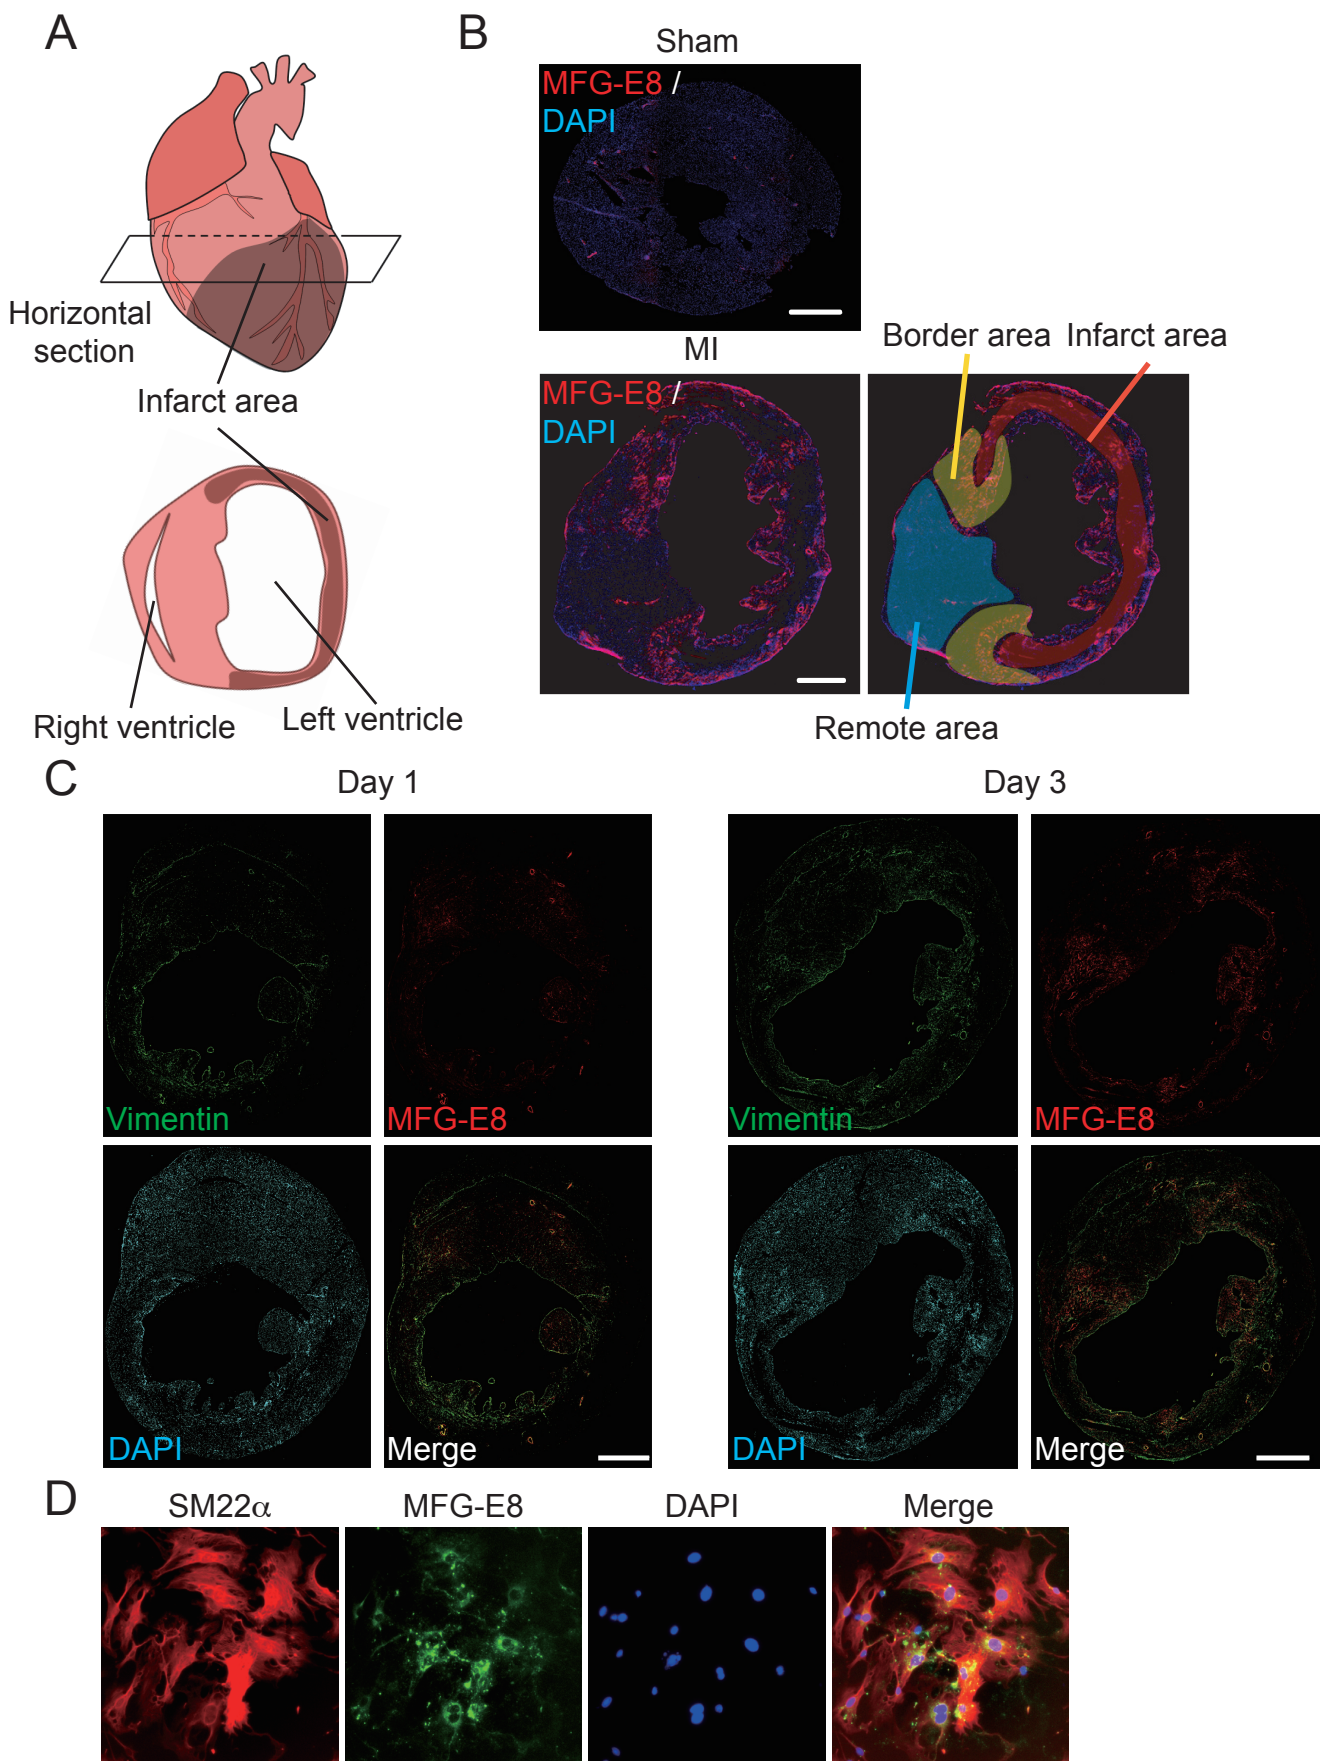 A
Horizontal
section
Infarct area
Right ventricle
Left ventricle
B
Sham
MFG-E8 /
DAPI
MI
MFG-E8 /
DAPI
Border area
Infarct area
Remote area
C
Day 1
Day 3
Vimentin
MFG-E8
Vimentin
MFG-E8
DAPI
Merge
DAPI
Merge
D
SM22α
MFG-E8
DAPI
Merge